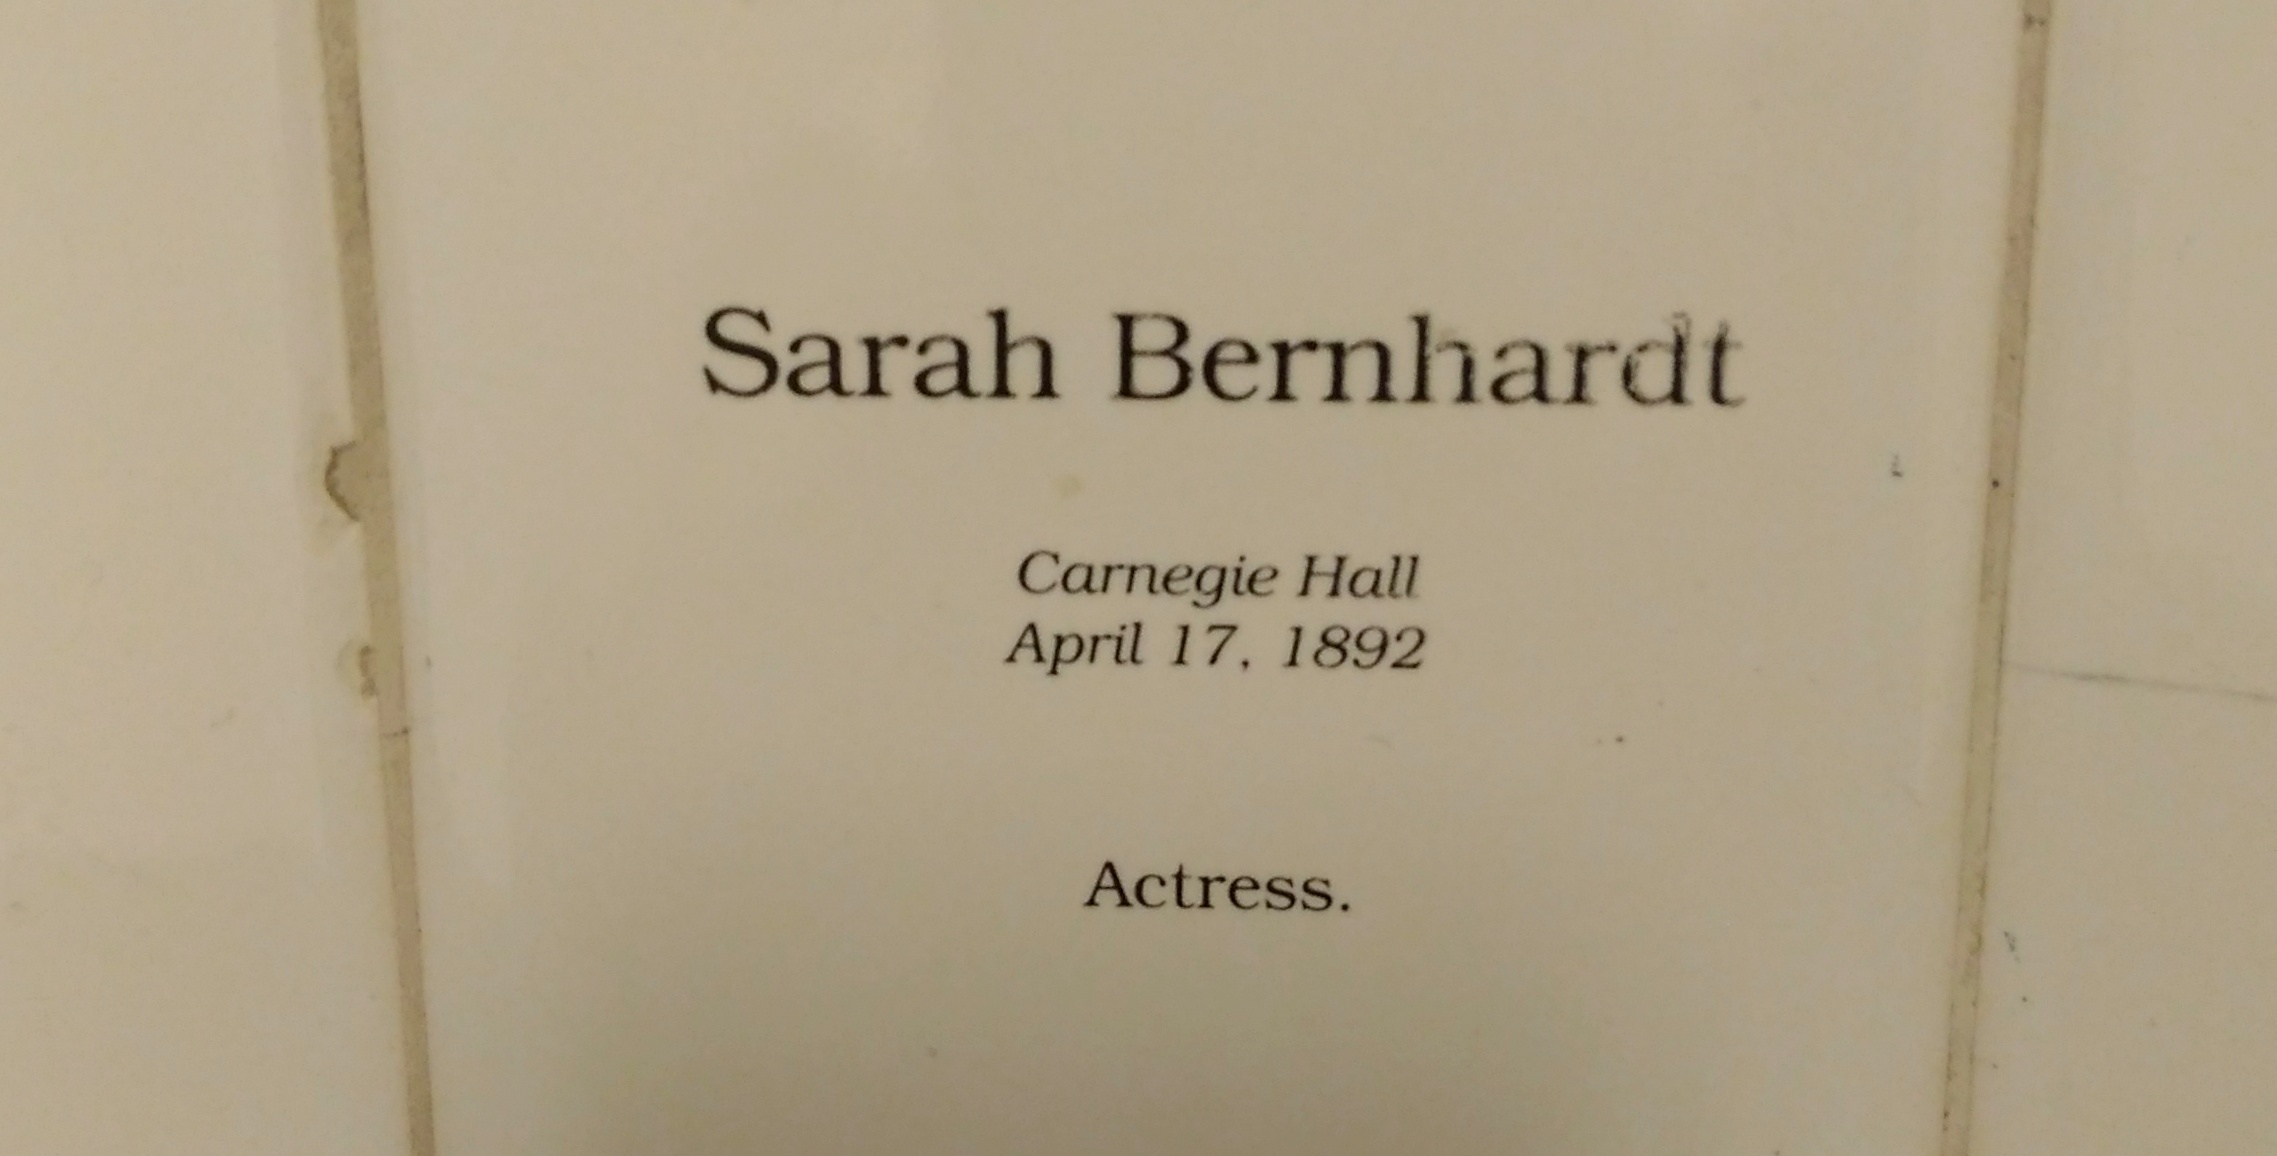 Sarah Bernhardt
Carnegie Hall
April 17, 1892
Actress.